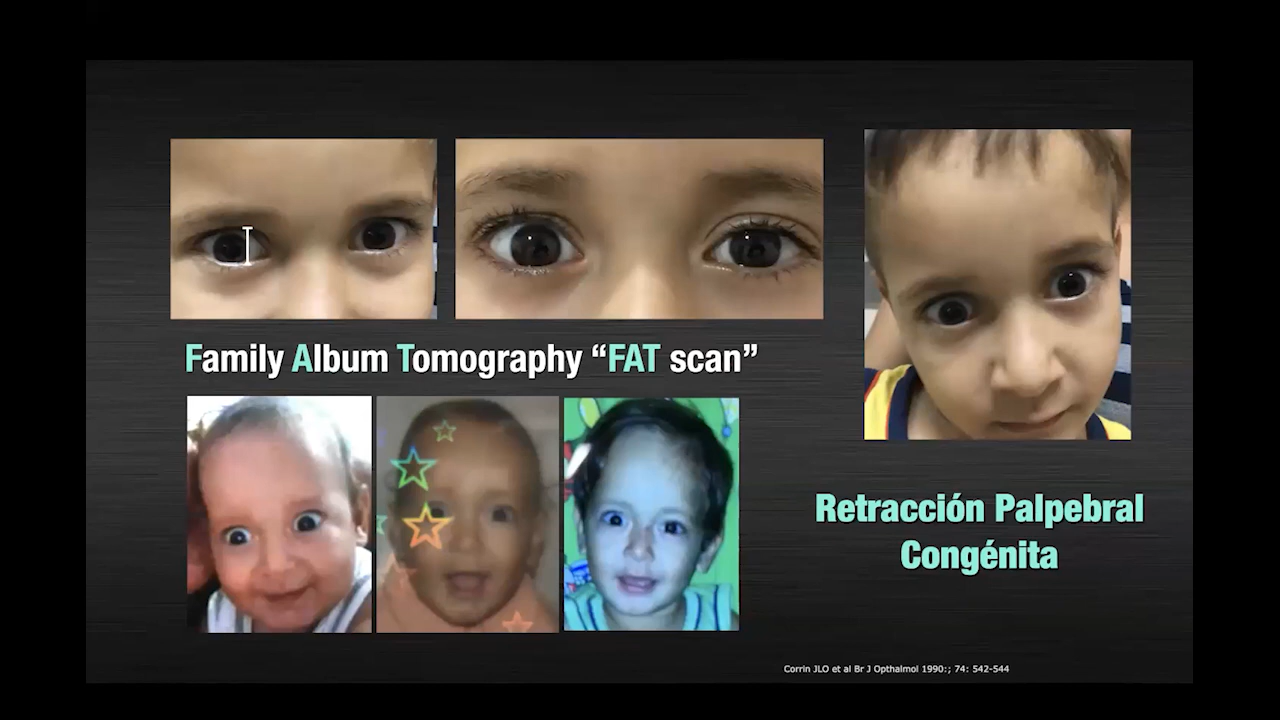 Family Album Tomography “FAT scan”
Retracción Palpebral
Congénita
Corrin JLO et al Br J Opthalmol 1990:; 74: 542-544